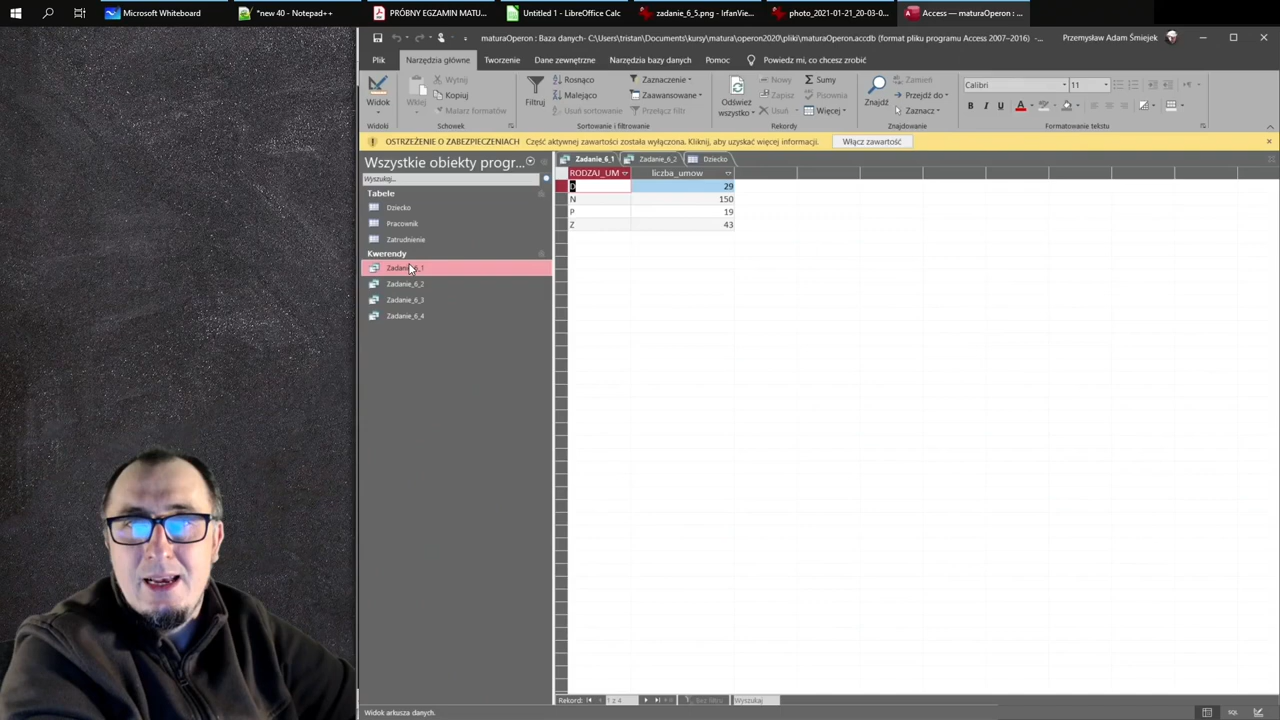 Microsoft Whiteboard
*new 40 - Notepad++
PRÓBNY EGZAMIN MATU...
Untitled 1 - LibreOffice Calc
zadanie_6_5.png - IrfanVie...
photo_2021-01-21_20-03-0...
Access — maturaOperon : ...
maturaOperon : Baza danych- C:\Users\tristan\Documents\kursy\matura\operon2020\pliki\maturaOperon.accdb (format pliku programu Access 2007–2016) -...
Przemysław Adam Śmiejek
Plik
Narzędzia główne
Tworzenie
Dane zewnętrzne
Narzędzia bazy danych
Pomoc
Powiedz mi, co chcesz zrobić
Widok
Wklej
Wytnij
Kopiuj
Malarz formatów
Filtruj
Rosnąco
Malejąco
Usuń sortowanie
Zaznaczenie
Zaawansowane
Przełącz filtr
Odśwież
wszystko
Nowy
Zapisz
Usuń
Sumy
Pisownia
Więcej
Znajdź
Zamień
Przejdź do
Zaznacz
Calibri
11
B I U
Widoki
Schowek
Sortowanie i filtrowanie
Rekordy
Znajdowanie
Formatowanie tekstu
OSTRZEŻENIE O ZABEZPIECZENIACH Część aktywnej zawartości została wyłączona. Kliknij, aby uzyskać więcej informacji.
Włącz zawartość
Wszystkie obiekty progr...
Wyszukaj...
Tabele
Dziecko
Pracownik
Zatrudnienie
Kwerendy
Zadanie_6_1
Zadanie_6_2
Zadanie_6_3
Zadanie_6_4
Zadanie_6_1
Zadanie_6_2
Dziecko
RODZAJ_UM liczba_umow
29
N 150
P 19
Z 43
Rekord: 1 z 4
Bez filtru
Wyszukaj
Widok arkusza danych.
SQL